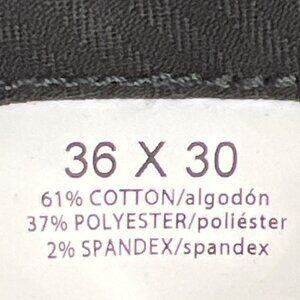 36 X 30
61% COTTON/algodón
37% POLYESTER/poliéster
2% SPANDEX/spandex